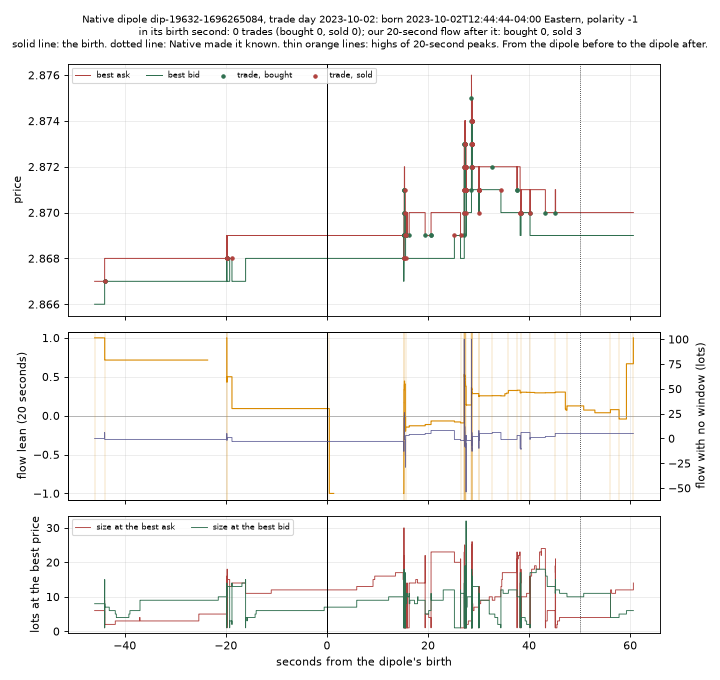 Native dipole dip-19632-1696265084, trade day 2023-10-02: born 2023-10-02T12:44:44-04:00 Eastern, polarity -1
in its birth second: 0 trades (bought 0, sold 0); our 20-second flow after it: bought 0, sold 3
solid line: the birth. dotted line: Native made it known. thin orange lines: highs of 20-second peaks. From the dipole before to the dipole after.
best ask
best bid
trade, bought
trade, sold
2.876
2.874
2.872
2.870
2.868
2.866
price
1.0
0.5
0.0
−0.5
−1.0
flow lean (20 seconds)
100
75
50
25
0
−25
−50
flow with no window (lots)
size at the best ask
size at the best bid
30
20
10
0
lots at the best price
−40
−20
0
20
40
60
seconds from the dipole's birth